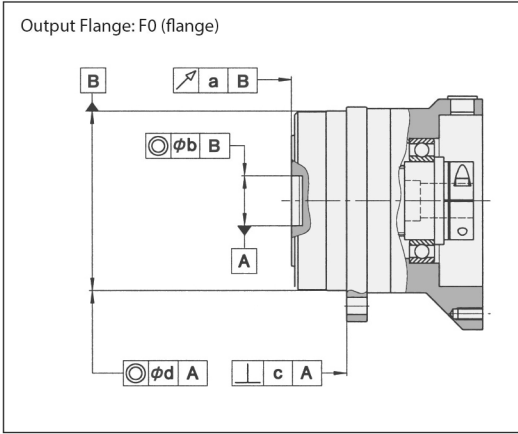 Output Flange: F0 (flange)
B
a B
φb B
A
φd A
c A